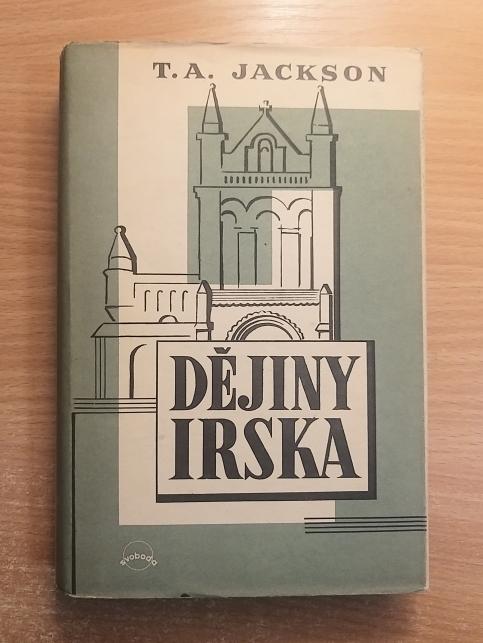 T. A. JACKSON
DĚJINY
IRSKA
svoboda